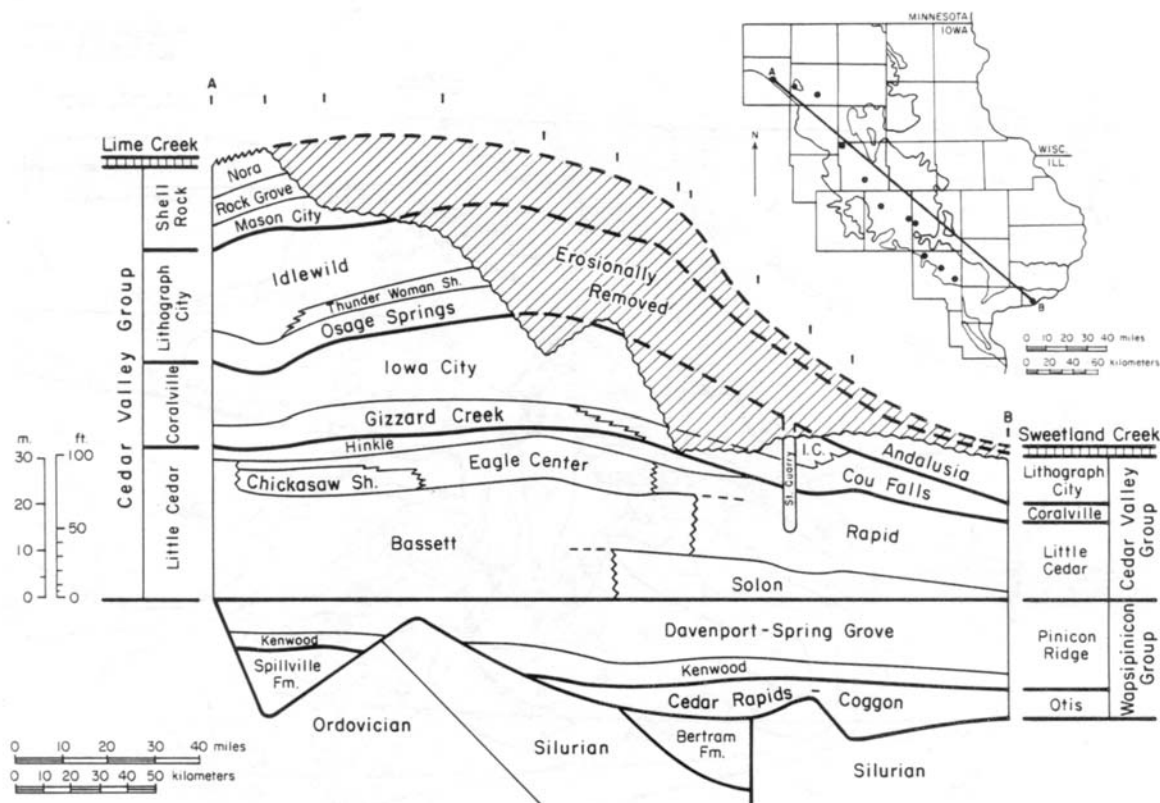 MINNESOTA
IOWA
A
N
WISC.
ILL.
B
0 10 20 30 40 miles
0 20 40 60
kilometers
A
Lime Creek
Nora
Rock Grove
Mason City
Shell
Rock
Idlewild
Thunder Woman Sh.
Osage Springs
Lithograph
City
Erosionally
Removed
Iowa City
Gizzard Creek
Coralville
Hinkle
Eagle Center
Chickasaw Sh.
Little Cedar
Cedar Valley Group
Bassett
m. ft.
30 100
20
50
10
0 0
I.C.
St. Quarry
Andalusia
Cou Falls
Rapid
Solon
B
Sweetland Creek
Lithograph
City
Coralville
Little
Cedar
Cedar Valley
Group
Davenport-Spring Grove
Kenwood
Kenwood
Spillville
Fm.
Cedar Rapids - Coggon
Pinicon
Ridge
Otis
Wapsipinicon
Group
Ordovician
Silurian
Bertram
Fm.
Silurian
0 10 20 30 40 miles
0 10 20 30 40 50
kilometers